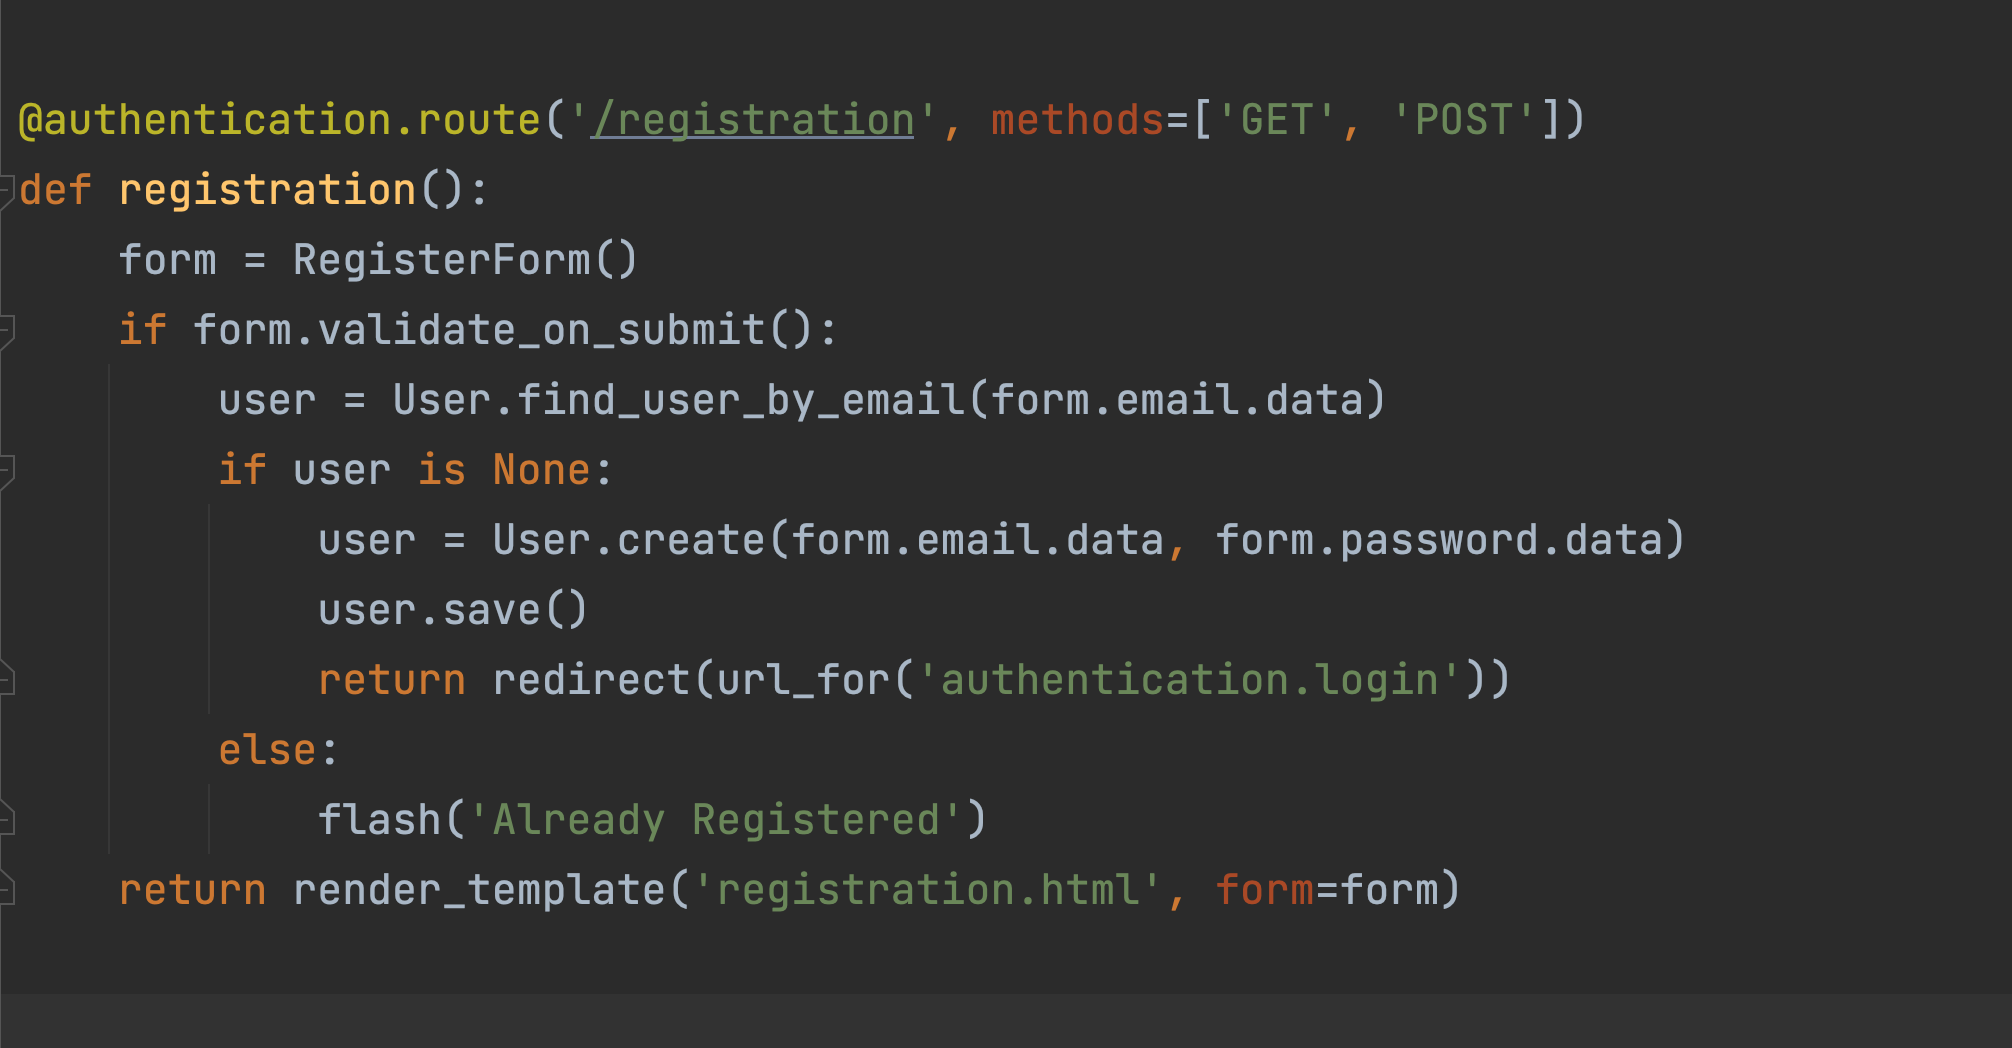 @authentication.route('/registration', methods=['GET', 'POST'])
def registration():
    form = RegisterForm()
    if form.validate_on_submit():
        user = User.find_user_by_email(form.email.data)
        if user is None:
            user = User.create(form.email.data, form.password.data)
            user.save()
            return redirect(url_for('authentication.login'))
        else:
            flash('Already Registered')
    return render_template('registration.html', form=form)